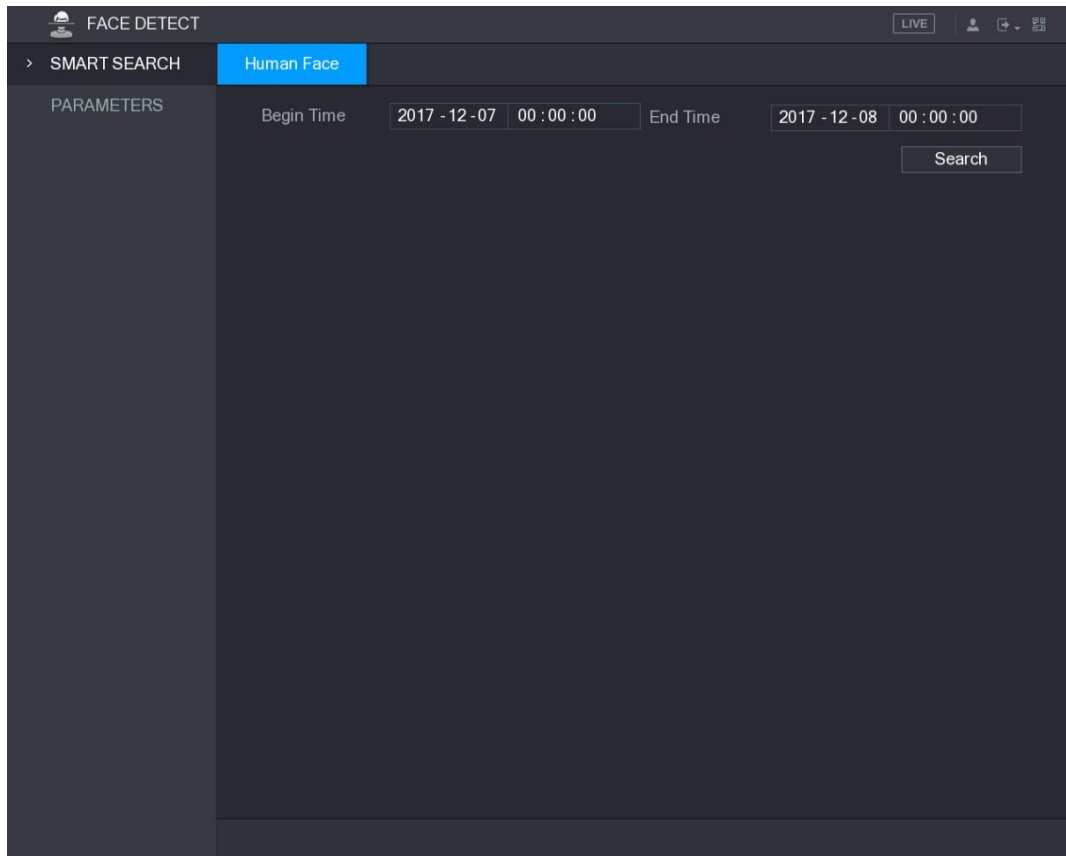 FACE DETECT LIVE
> SMART SEARCH Human Face
PARAMETERS
Begin Time 2017 - 12 - 07 00 : 00 : 00 End Time 2017 - 12 - 08 00 : 00 : 00
Search